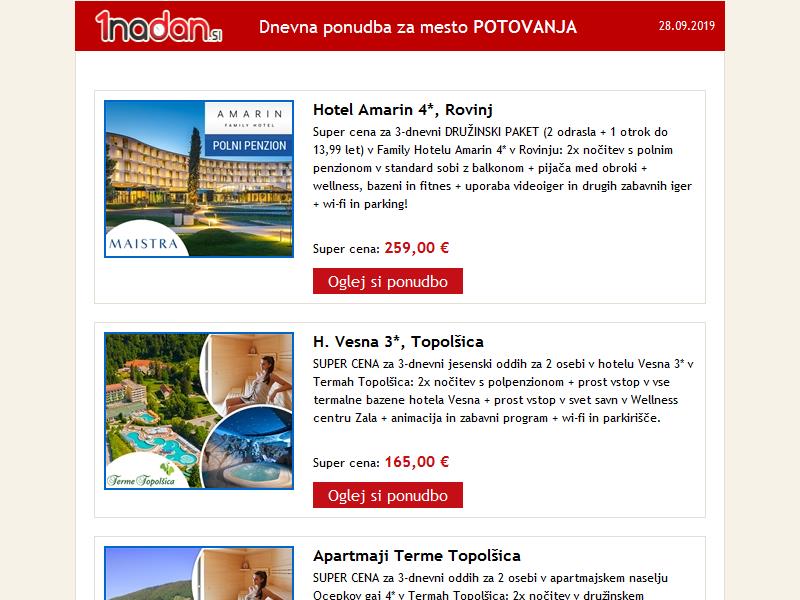 1nadan.si
Dnevna ponudba za mesto POTOVANJA
28.09.2019
AMARIN
FAMILY HOTEL
POLNI PENZION
MAISTRA
Hotel Amarin 4*, Rovinj
Super cena za 3-dnevni DRUŽINSKI PAKET (2 odrasla + 1 otrok do
13,99 let) v Family Hotelu Amarin 4* v Rovinju: 2x nočitev s polnim
penzionom v standard sobi z balkonom + pijača med obroki +
wellness, bazeni in fitnes + uporaba videoiger in drugih zabavnih iger
+ wi-fi in parking!
Super cena: 259,00 €
Oglej si ponudbo
Terme Topolšica
H. Vesna 3*, Topolšica
SUPER CENA za 3-dnevni jesenski oddih za 2 osebi v hotelu Vesna 3* v
Termah Topolšica: 2x nočitev s polpenzionom + prost vstop v vse
termalne bazene hotela Vesna + prost vstop v svet savn v Wellness
centru Zala + animacija in zabavni program + wi-fi in parkirišče.
Super cena: 165,00 €
Oglej si ponudbo
Apartmaji Terme Topolšica
SUPER CENA za 3-dnevni oddih za 2 osebi v apartmajskem naselju
Ocepkov gaj 4* v Termah Topolšica: 2x nočitev v družinskem